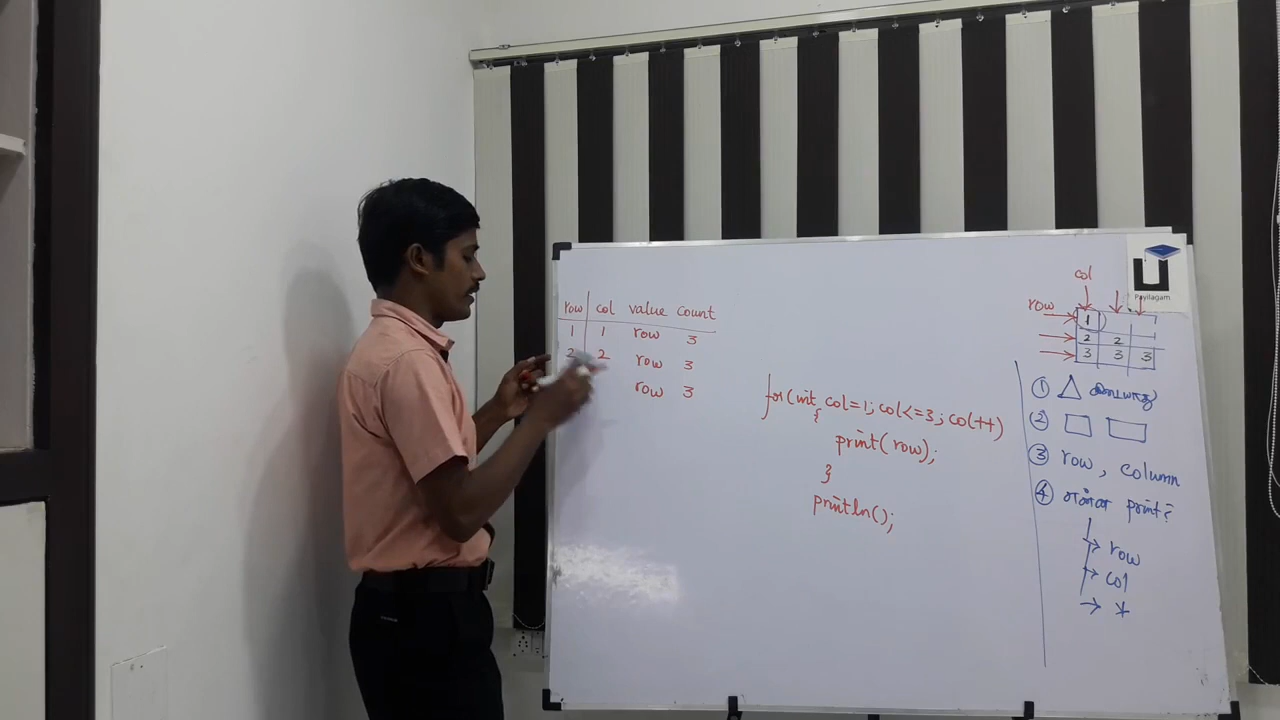 row col value count
1 1 row 3
2 2 row 3
row 3
for(int col=1; col<=3; col++)
{
print(row);
}
println();
Payilagam
col
row
1
2 2
3 3 3
①
②
③ row, column
④ என்ன print?
→ row
→ col
→ *